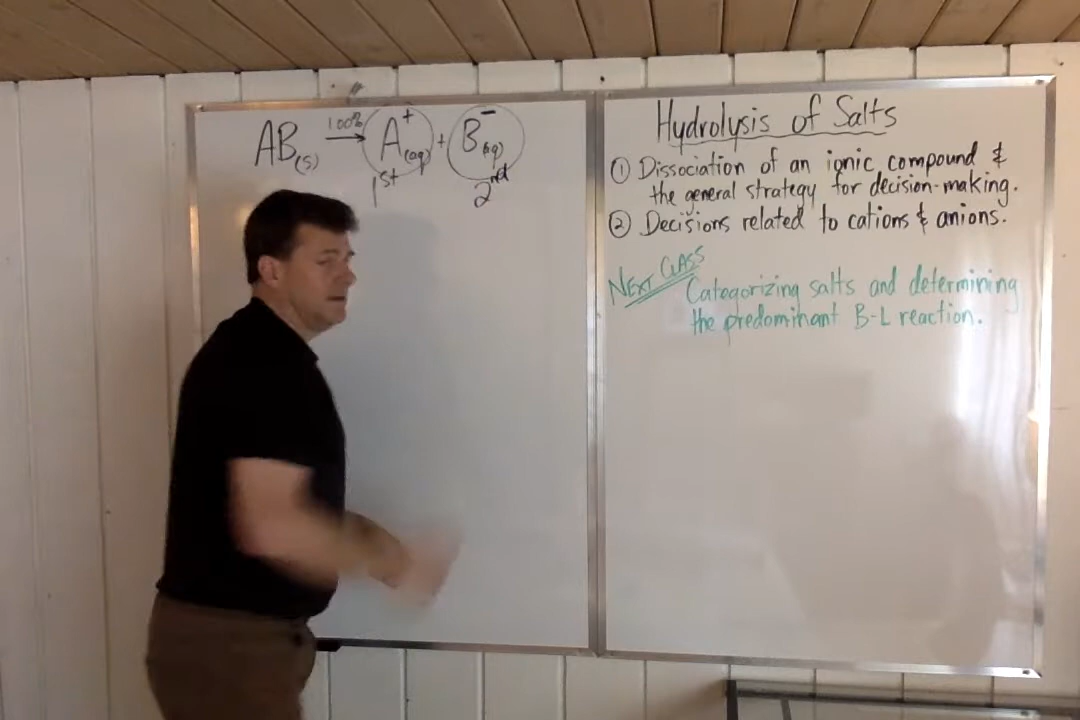 AB(s) 100% → A+(aq) + B-(aq)
1st 2nd
Hydrolysis of Salts
① Dissociation of an ionic compound &
the general strategy for decision-making.
② Decisions related to cations & anions.
NEXT CLASS
Categorizing salts and determining
the predominant B-L reaction.